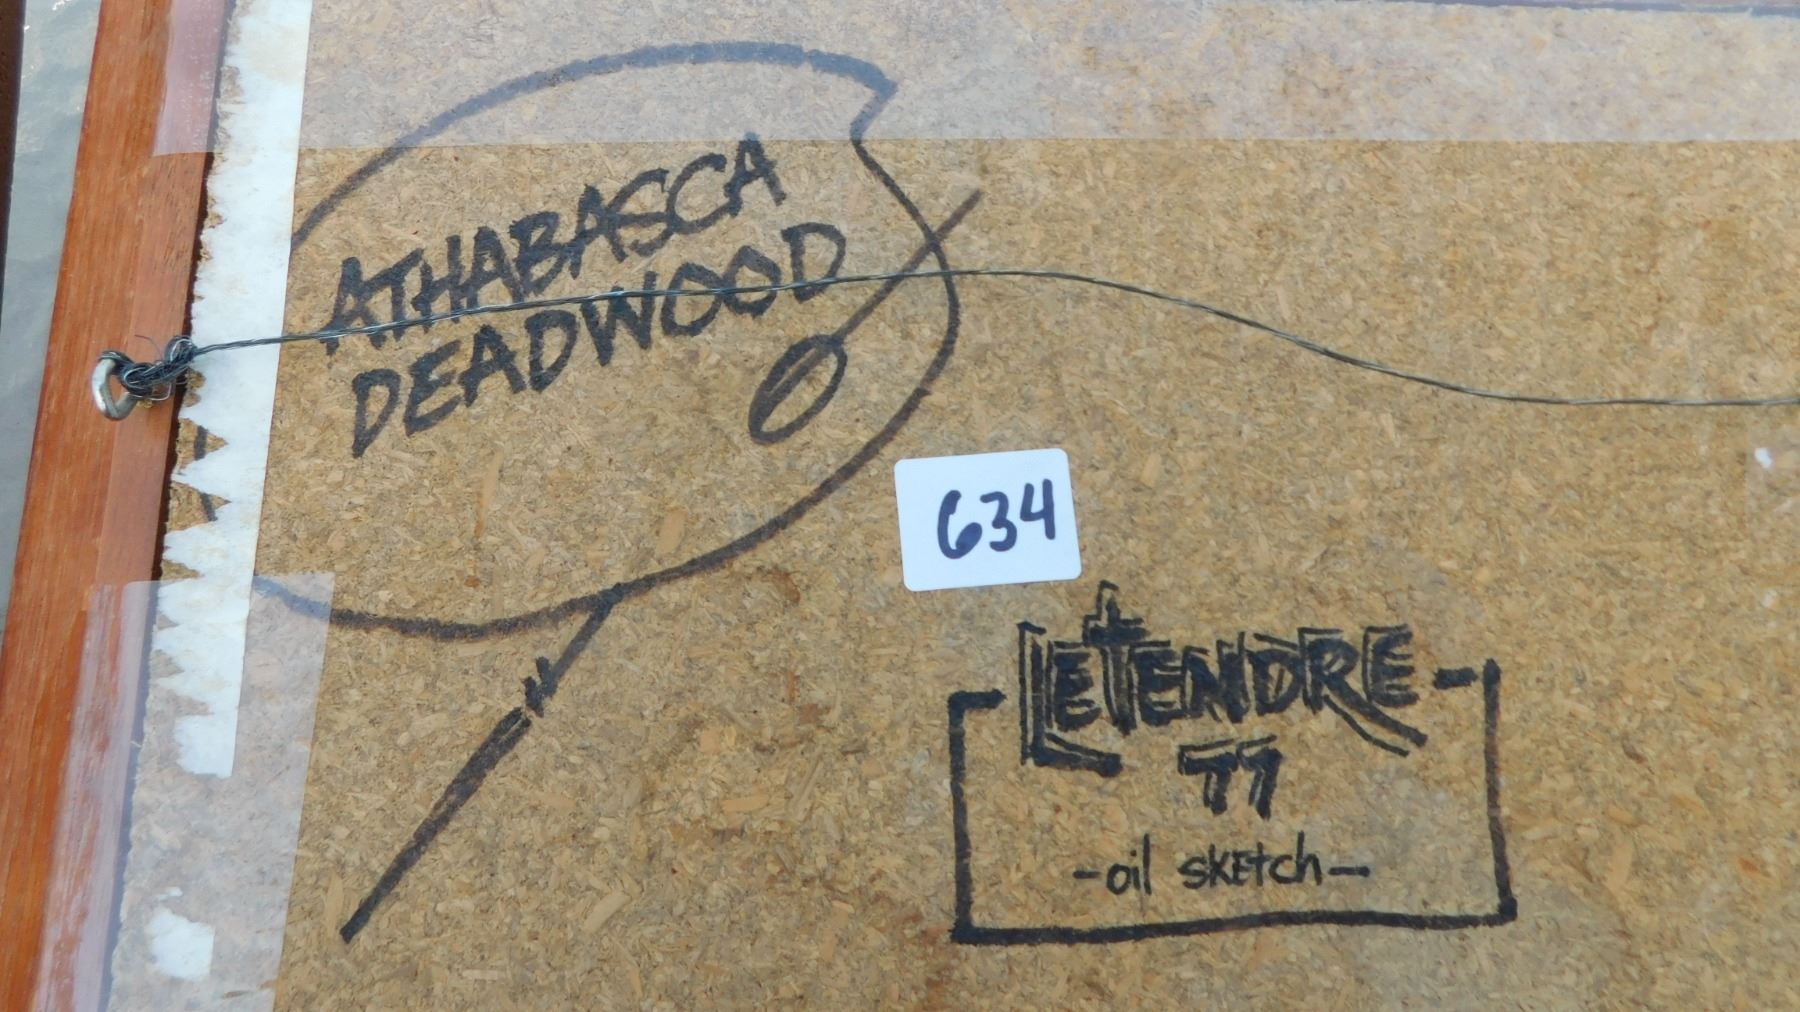 ATHABASCA
DEADWOOD
634
LETENDRE
77
-oil SKETCH-